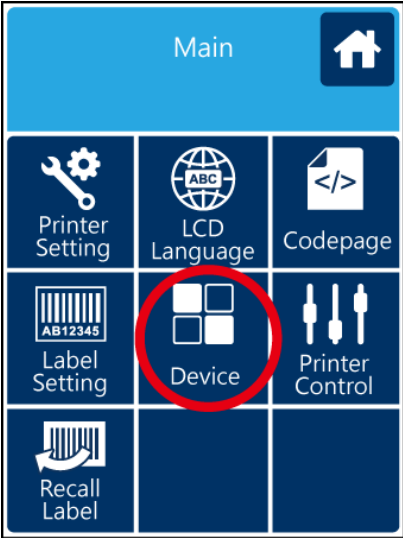 Main
Printer
Setting
ABC
LCD
Language
</>
Codepage
AB12345
Label
Setting
Device
Printer
Control
Recall
Label